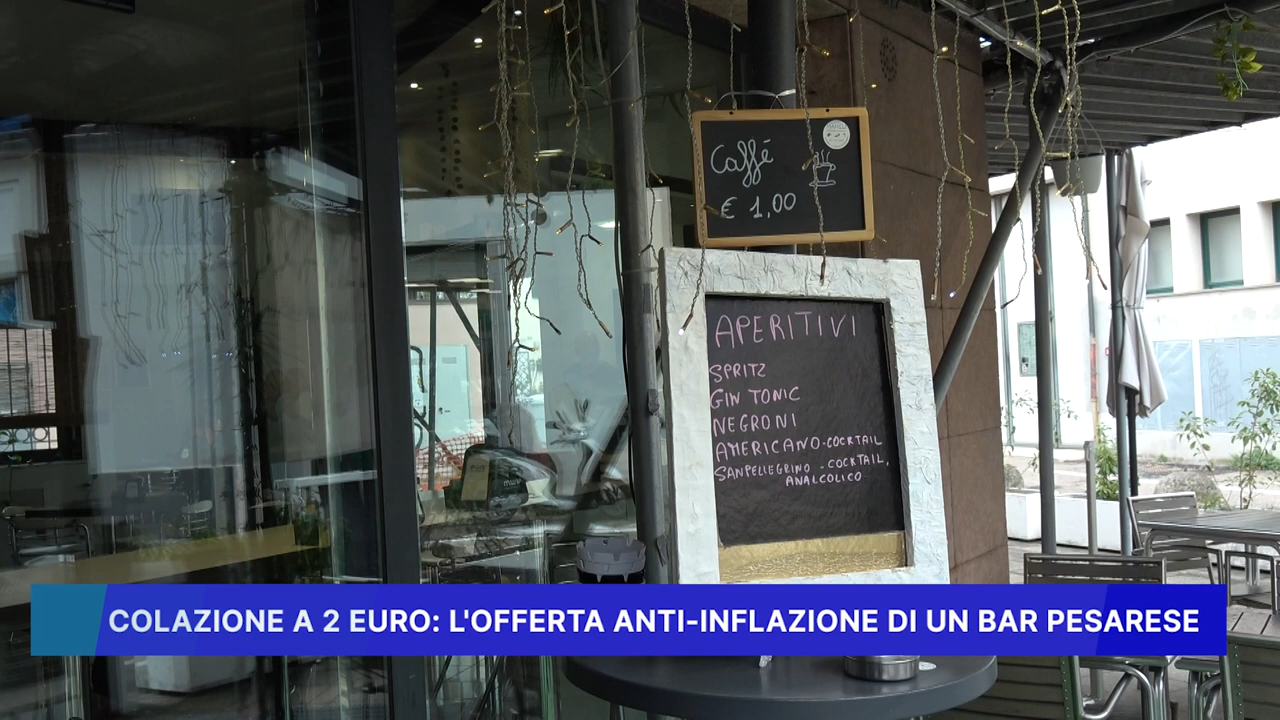 Caffè
€ 1,00
APERITIVI
SPRITZ
GIN TONIC
NEGRONI
AMERICANO-COCKTAIL
SANPELLEGRINO - COCKTAIL,
ANALCOLICO
COLAZIONE A 2 EURO: L'OFFERTA ANTI-INFLAZIONE DI UN BAR PESARESE